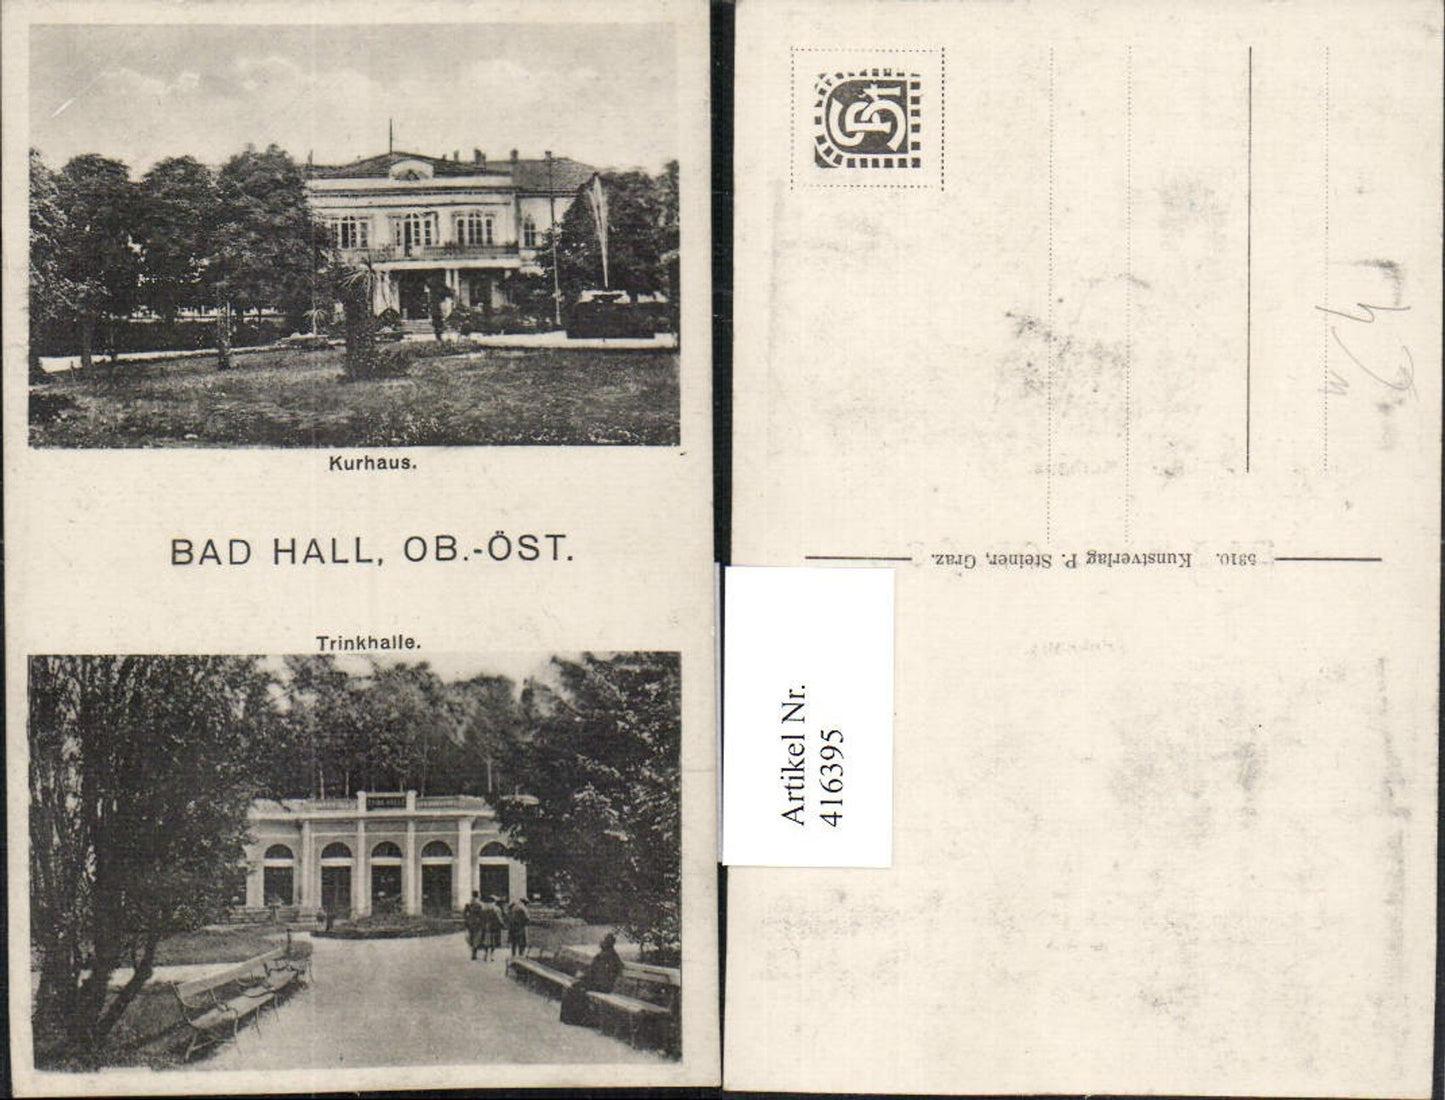 Kurhaus.
BAD HALL, OB.-ÖST.
Trinkhalle.
5310. Kunstverlag P. Steiner, Graz.
Artikel Nr.
416395